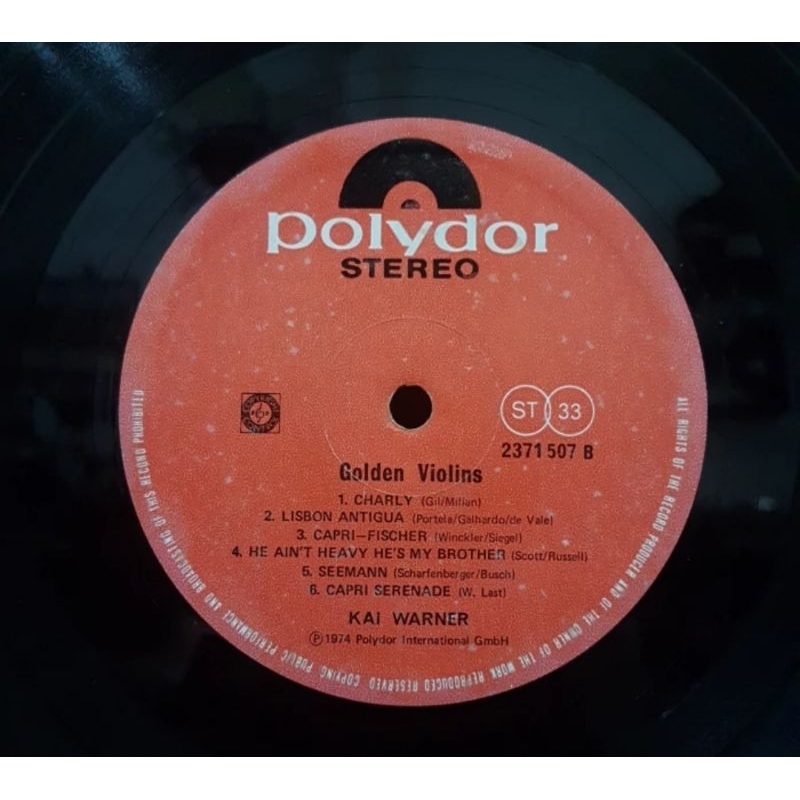 polydor
STEREO
ST 33
2371 507 B
Golden Violins
1. CHARLY (Gil/Milian)
2. LISBON ANTIGUA (Portela/Galhardo/de Vale)
3. CAPRI-FISCHER (Winckler/Siegel)
4. HE AIN'T HEAVY HE'S MY BROTHER (Scott/Russell)
5. SEEMANN (Scharfenberger/Busch)
6. CAPRI SERENADE (W. Last)
KAI WARNER
Ⓟ 1974 Polydor International GmbH
ALL RIGHTS OF THE RECORD PRODUCER AND OF THE OWNER OF THE WORK REPRODUCED RESERVED COPYING, PUBLIC PERFORMANCE AND BROADCASTING OF THIS RECORD PROHIBITED